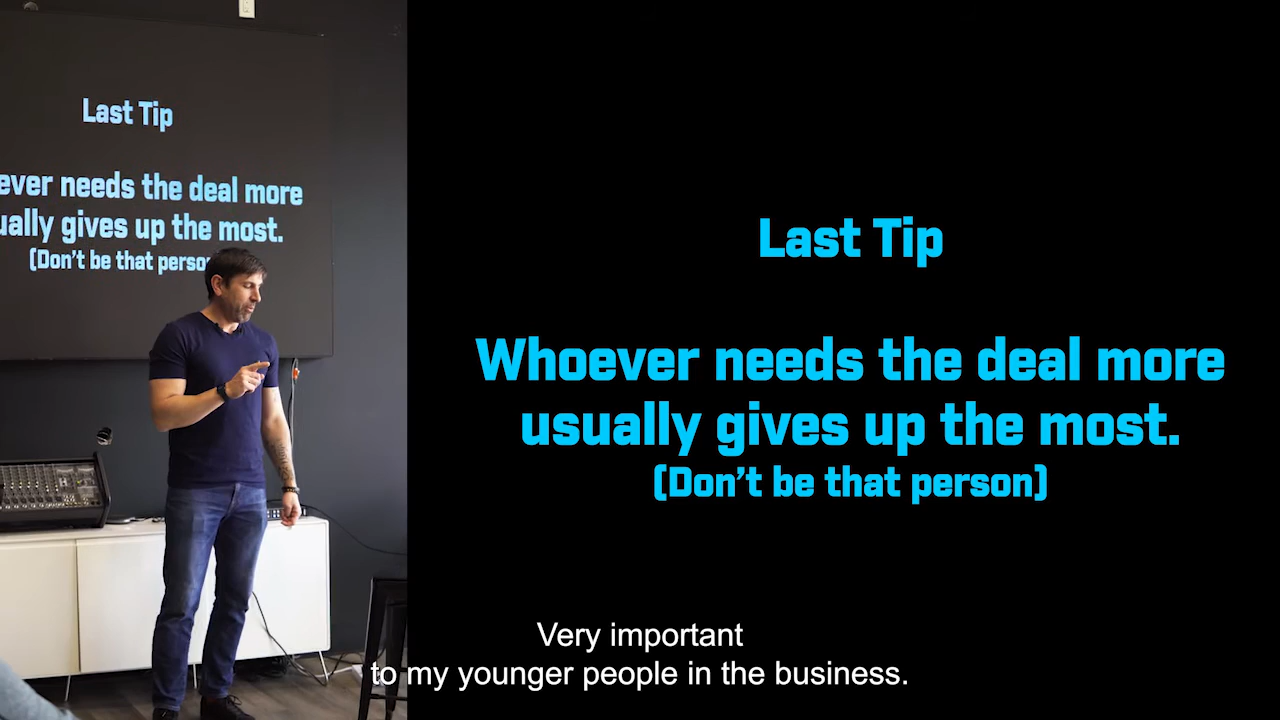 Last Tip
ever needs the deal more
ually gives up the most.
(Don't be that perso
Last Tip
Whoever needs the deal more
usually gives up the most.
(Don't be that person)
Very important
to my younger people in the business.